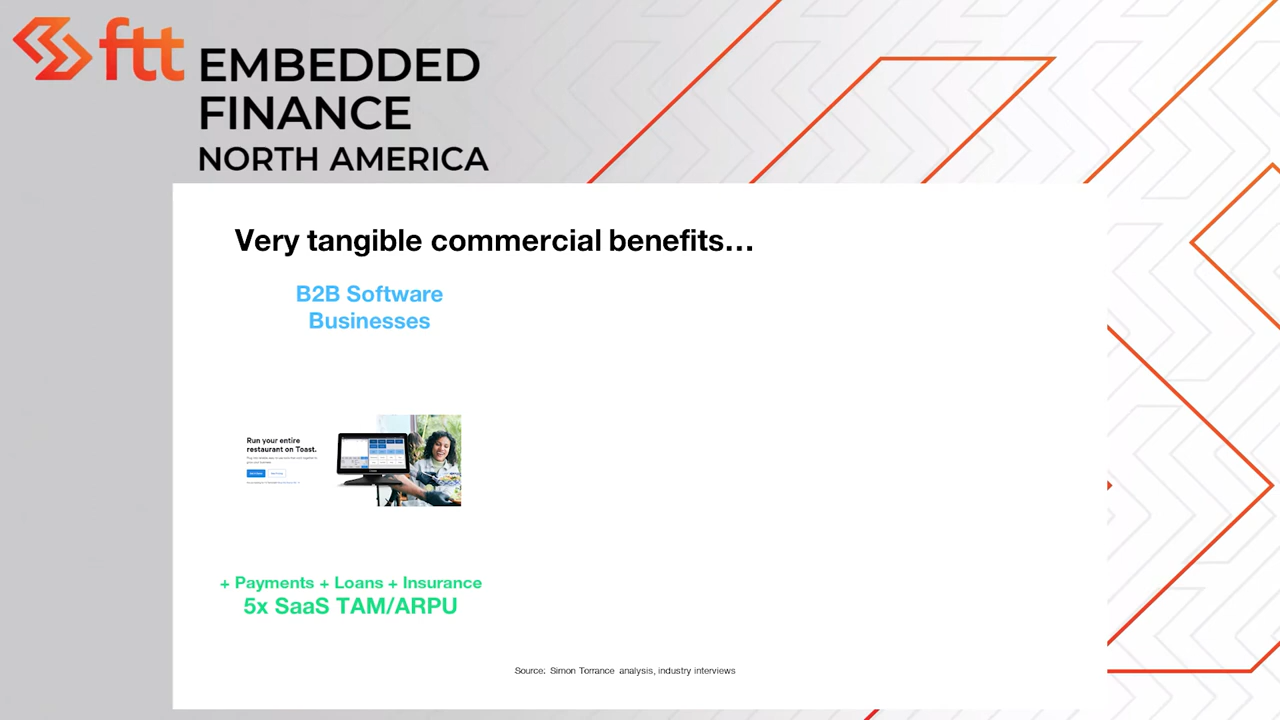 ftt
EMBEDDED
FINANCE
NORTH AMERICA
Very tangible commercial benefits...
B2B Software
Businesses
Run your entire
restaurant on Toast.
+ Payments + Loans + Insurance
5x SaaS TAM/ARPU
Source: Simon Torrance analysis, industry interviews